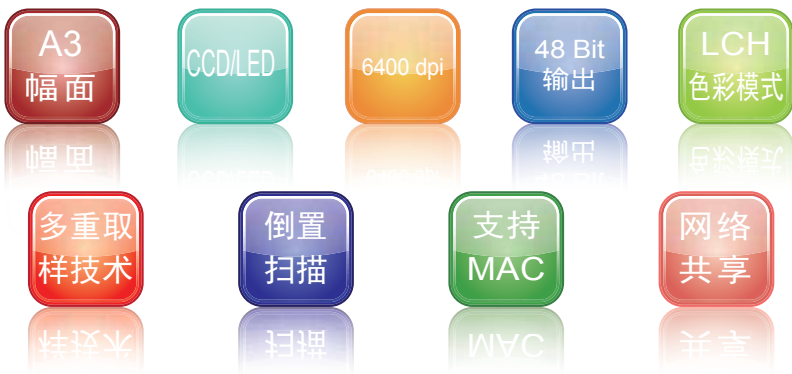 A3
幅面
CCD/LED
6400 dpi
48 Bit
输出
LCH
色彩模式
多重取
样技术
倒置
扫描
支持
MAC
网络
共享